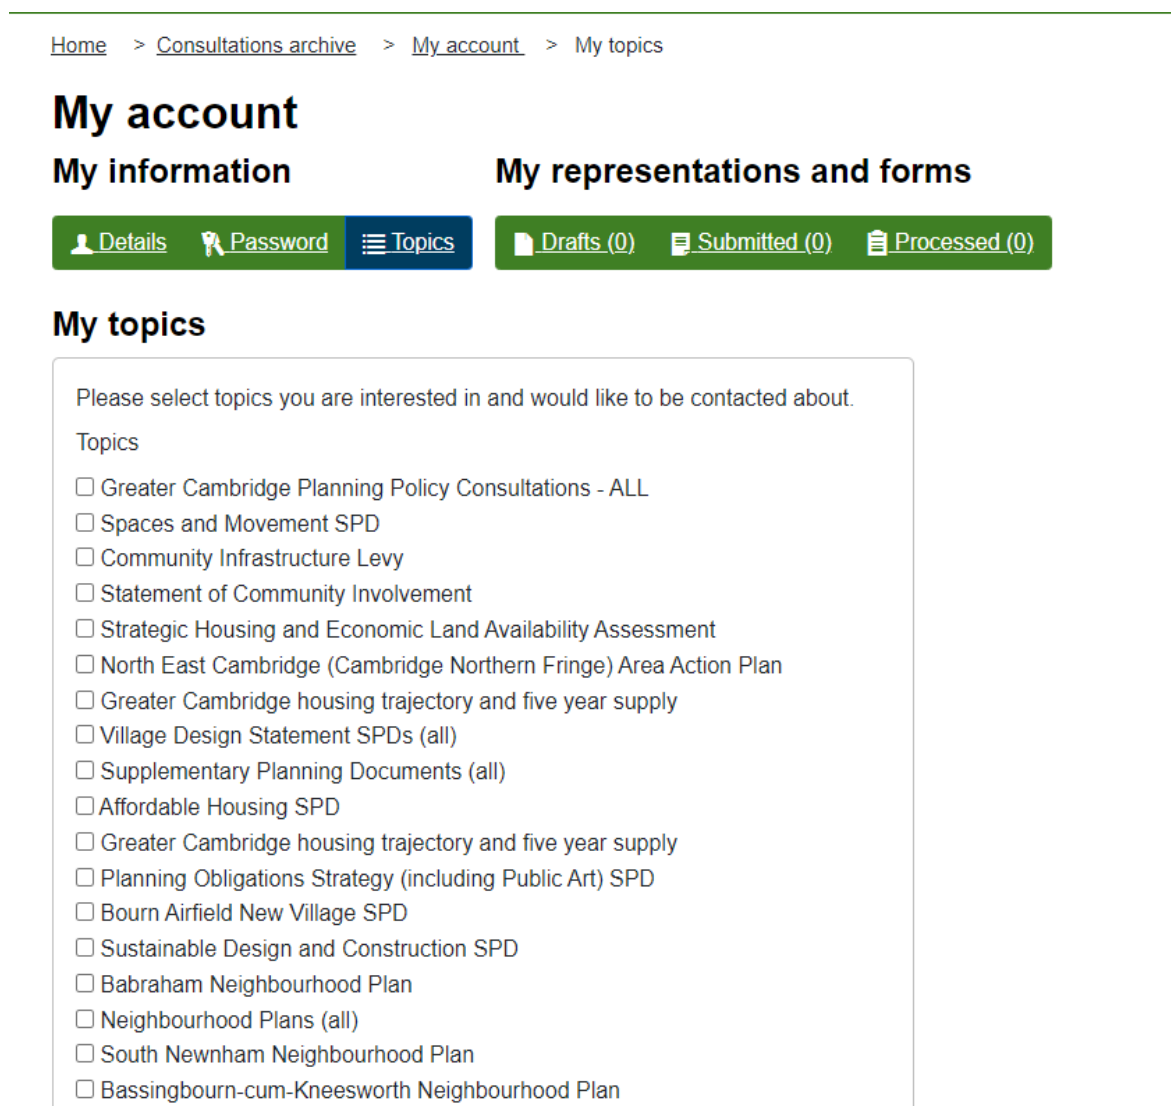 Home > Consultations archive > My account > My topics
My account
My information
My representations and forms
Details Password Topics
Drafts (0) Submitted (0) Processed (0)
My topics
Please select topics you are interested in and would like to be contacted about.
Topics
Greater Cambridge Planning Policy Consultations - ALL
Spaces and Movement SPD
Community Infrastructure Levy
Statement of Community Involvement
Strategic Housing and Economic Land Availability Assessment
North East Cambridge (Cambridge Northern Fringe) Area Action Plan
Greater Cambridge housing trajectory and five year supply
Village Design Statement SPDs (all)
Supplementary Planning Documents (all)
Affordable Housing SPD
Greater Cambridge housing trajectory and five year supply
Planning Obligations Strategy (including Public Art) SPD
Bourn Airfield New Village SPD
Sustainable Design and Construction SPD
Babraham Neighbourhood Plan
Neighbourhood Plans (all)
South Newnham Neighbourhood Plan
Bassingbourn-cum-Kneesworth Neighbourhood Plan